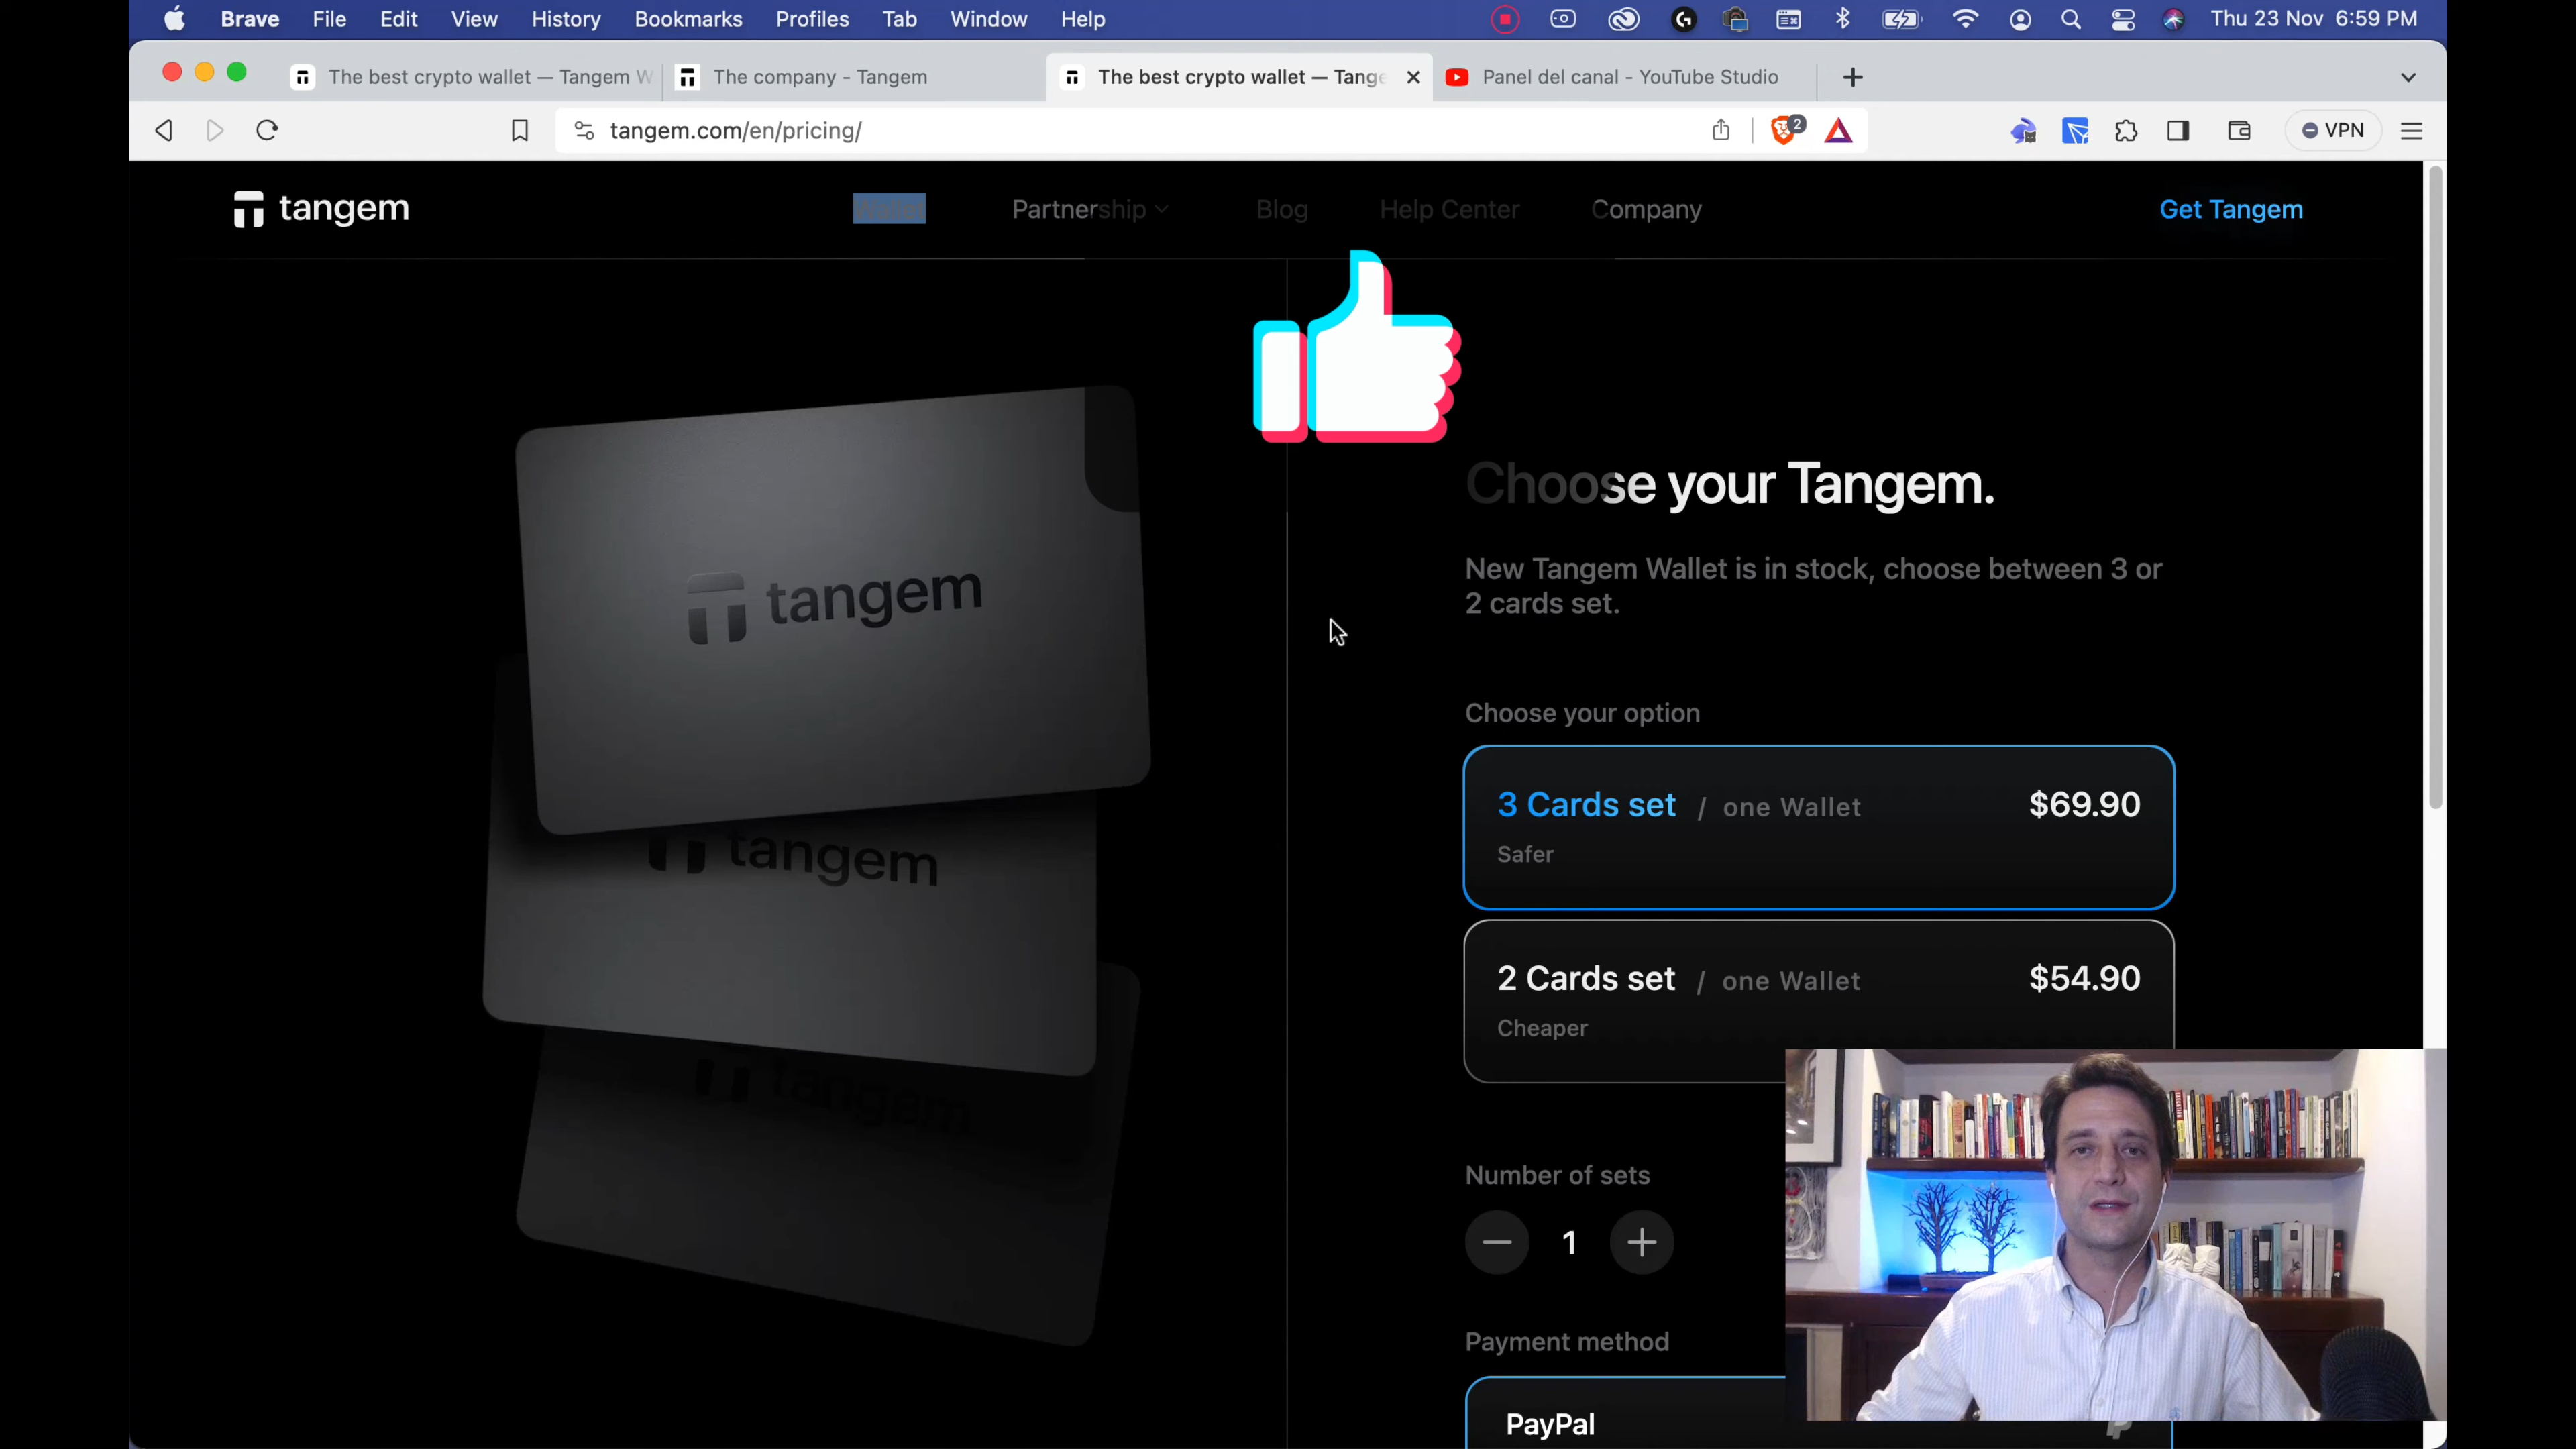 Brave File Edit View History Bookmarks Profiles Tab Window Help Thu 23 Nov 6:59 PM
The best crypto wallet — Tangem W The company - Tangem The best crypto wallet — Tange Panel del canal - YouTube Studio
tangem.com/en/pricing/ 2 VPN
tangem Partnership Blog Help Center Company Get Tangem
tangem
tangem
tangem
Choose your Tangem.
New Tangem Wallet is in stock, choose between 3 or
2 cards set.
Choose your option
3 Cards set / one Wallet $69.90
Safer
2 Cards set / one Wallet $54.90
Cheaper
Number of sets
1
Payment method
PayPal